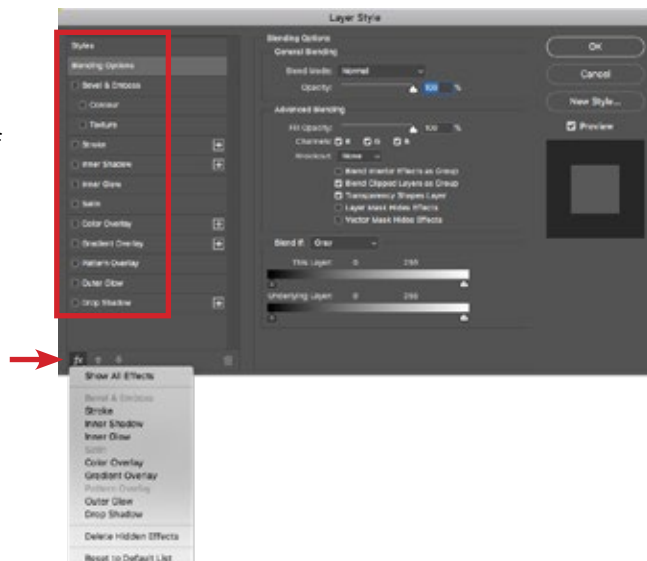 Layer Style
Styles
Blending Options
Bevel & Emboss
Contour
Texture
Stroke
Inner Shadow
Inner Glow
Satin
Color Overlay
Gradient Overlay
Pattern Overlay
Outer Glow
Drop Shadow
fx
Blending Options
General Blending
Blend Mode: Normal
Opacity: 100 %
Advanced Blending
Fill Opacity: 100 %
Channels: R G B
Knockout: None
Blend Interior Effects as Group
Blend Clipped Layers as Group
Transparency Shapes Layer
Layer Mask Hides Effects
Vector Mask Hides Effects
Blend If: Gray
This Layer: 0 255
Underlying Layer: 0 255
OK
Cancel
New Style...
Preview
Show All Effects
Bevel & Emboss
Stroke
Inner Shadow
Inner Glow
Satin
Color Overlay
Gradient Overlay
Pattern Overlay
Outer Glow
Drop Shadow
Delete Hidden Effects
Reset to Default List